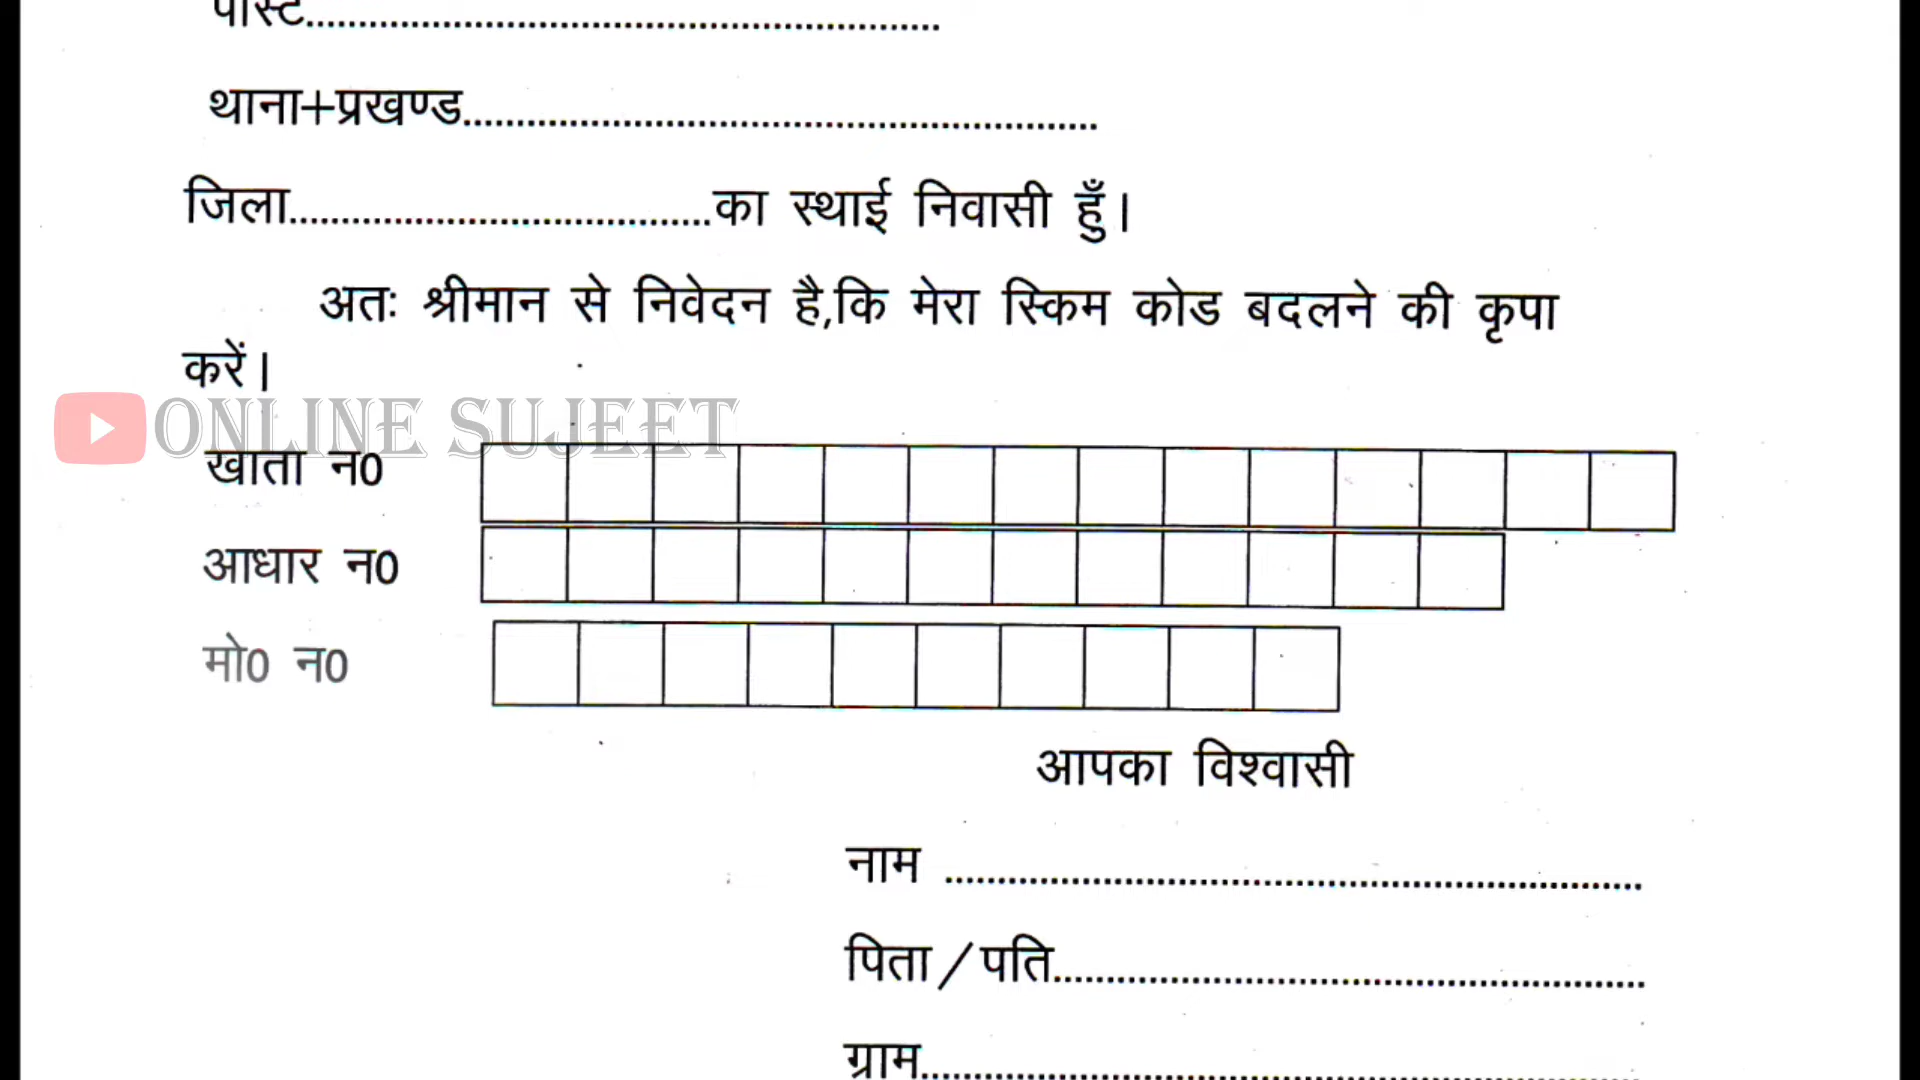 पोस्ट..............................................................
थाना+प्रखण्ड..............................................................
जिला.........................................का स्थाई निवासी हुँ।
अतः श्रीमान से निवेदन है,कि मेरा स्किम कोड बदलने की कृपा
करें।
ONLINE SUJEET
खाता न0
आधार न0
मो0 न0
आपका विश्वासी
नाम ....................................................................
पिता/पति..........................................................
ग्राम......................................................................